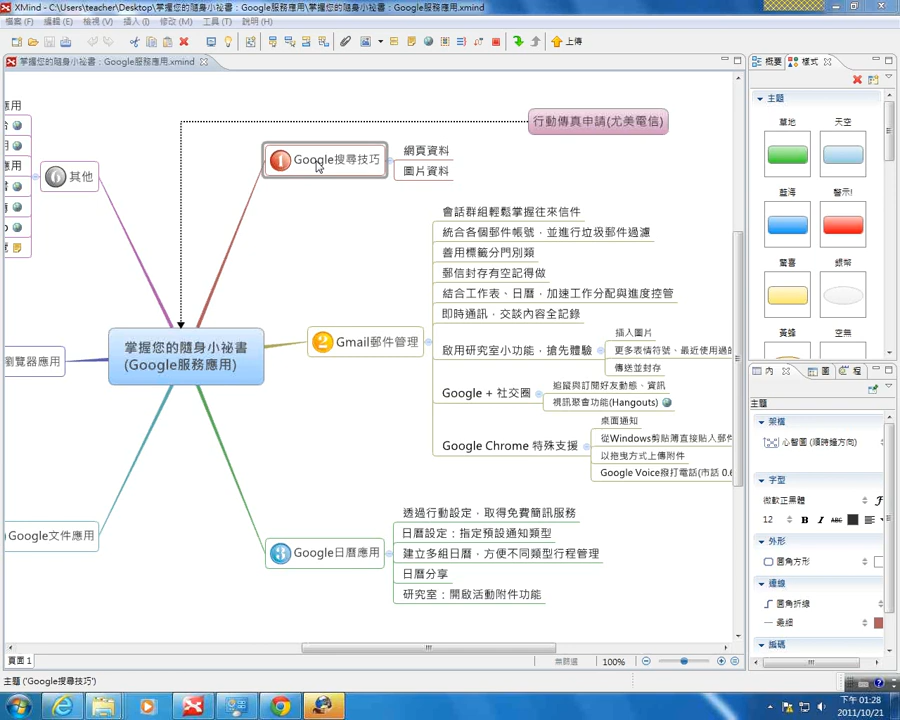 XMind - C:\Users\teacher\Desktop\掌握您的隨身小祕書：Google服務應用\掌握您的隨身小祕書：Google服務應用.xmind
檔案 (F) 編輯 (E) 檢視 (V) 插入 (I) 修改 (M) 工具 (T) 說明 (H)
上傳
掌握您的隨身小祕書：Google服務應用.xmind
概要 樣式
主題
草地 天空
藍海 警示!
驚喜 銀幣
黃蜂 空無
應用
應用
行動傳真申請(尤美電信)
1 Google搜尋技巧
網頁資料
圖片資料
6 其他
會話群組輕鬆掌握往來信件
統合各個郵件帳號，並進行垃圾郵件過濾
善用標籤分門別類
郵信封存有空記得做
結合工作表、日曆，加速工作分配與進度控管
即時通訊，交談內容全記錄
2 Gmail郵件管理
啟用研究室小功能，搶先體驗
插入圖片
更多表情符號、最近使用過的
傳送並封存
掌握您的隨身小祕書
(Google服務應用)
瀏覽器應用
Google + 社交圈
追蹤與訂閱好友動態、資訊
視訊聚會功能(Hangouts)
Google Chrome 特殊支援
桌面通知
從Windows剪貼薄直接貼入郵件
以拖曳方式上傳附件
Google Voice撥打電話(市話 0.6
Google文件應用
3 Google日曆應用
透過行動設定，取得免費簡訊服務
日曆設定：指定預設通知類型
建立多組日曆，方便不同類型行程管理
日曆分享
研究室：開啟活動附件功能
內 圖 程
主題
架構
心智圖 (順時鐘方向)
字型
微軟正黑體
12 B I ABC
外形
圓角方形
連線
圓角折線
最細
編碼
頁面 1
無篩選 100%
主題 ('Google搜尋技巧')
下午 01:28
2011/10/21